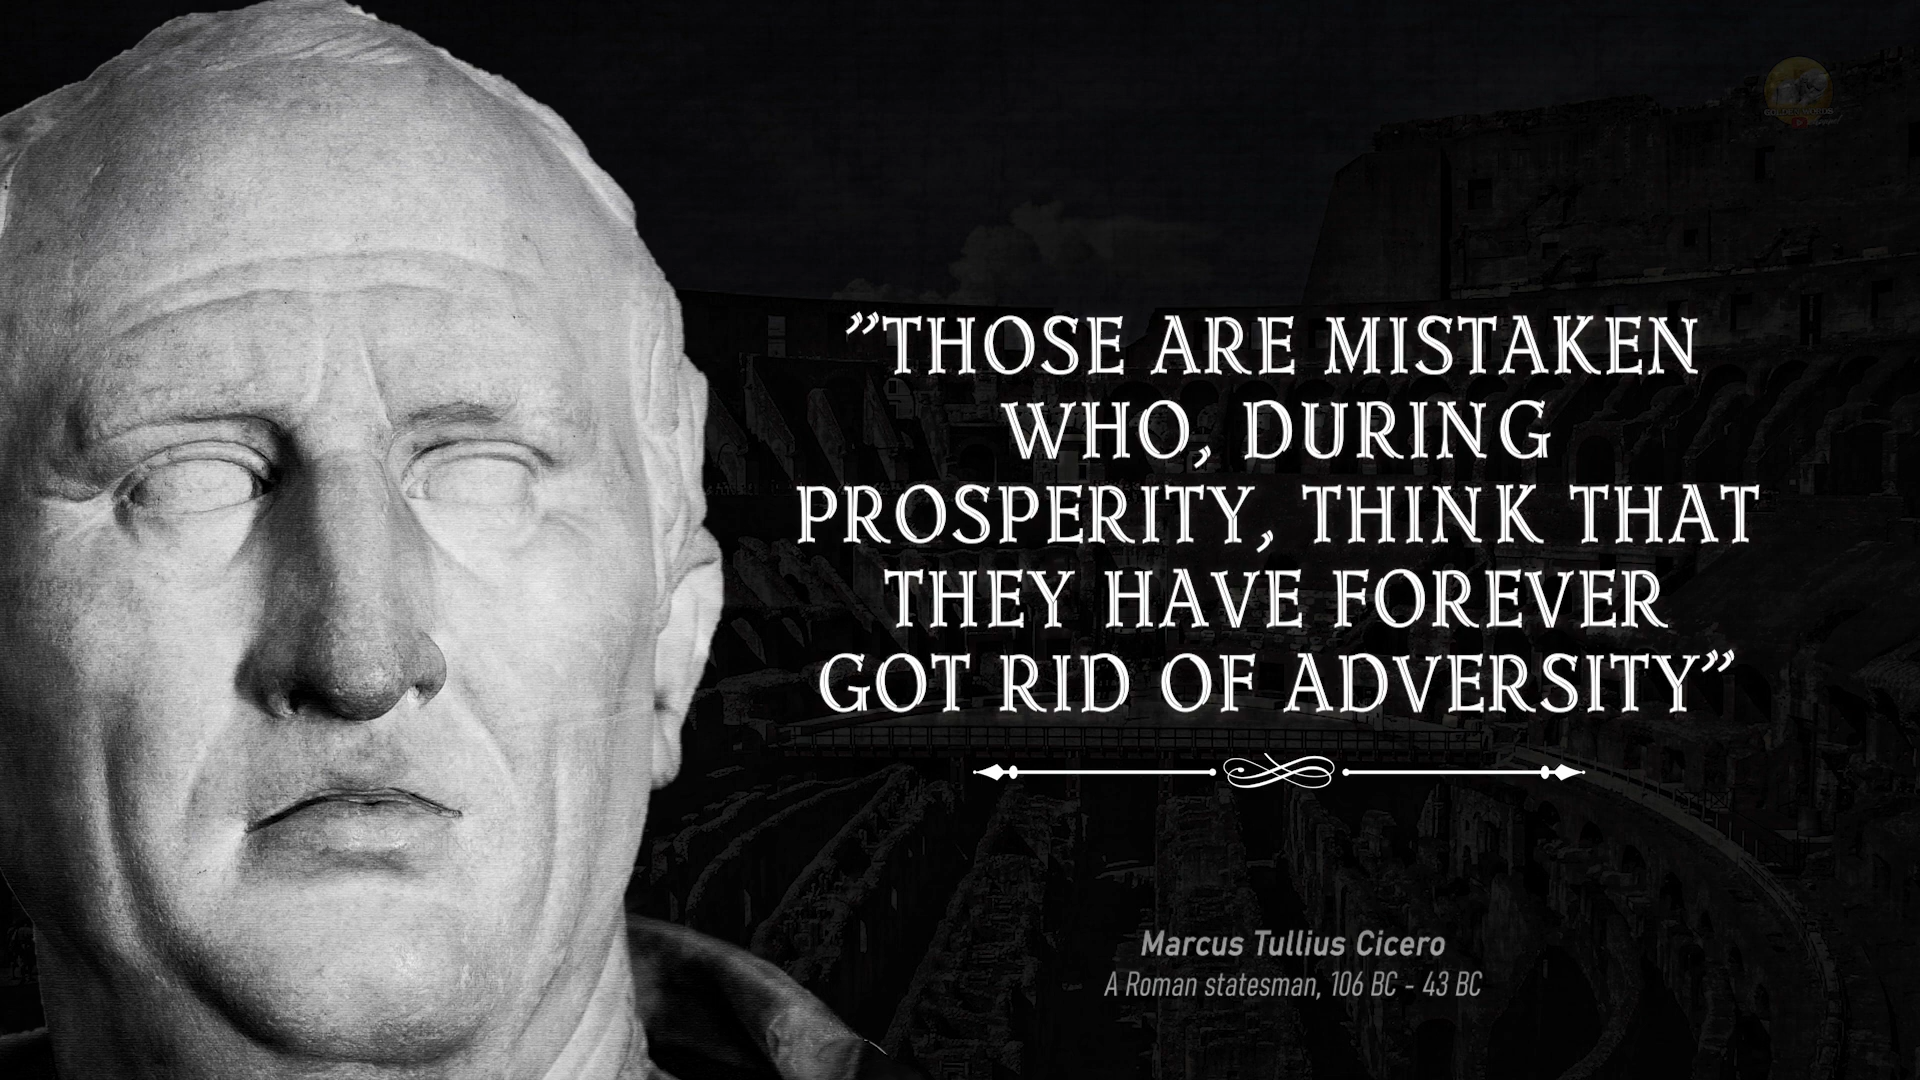 ”THOSE ARE MISTAKEN
WHO, DURING
PROSPERITY, THINK THAT
THEY HAVE FOREVER
GOT RID OF ADVERSITY”
Marcus Tullius Cicero
A Roman statesman, 106 BC - 43 BC